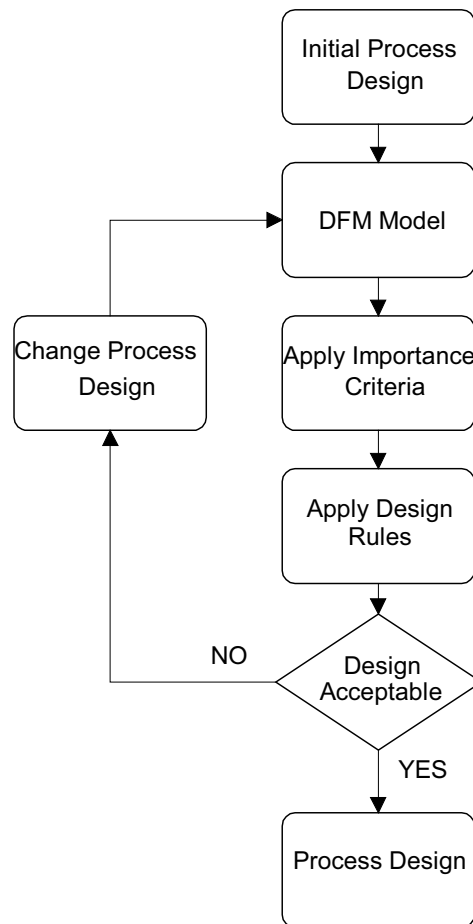 Initial Process
Design
DFM Model
Change Process
Design
Apply Importance
Criteria
Apply Design
Rules
NO
Design
Acceptable
YES
Process Design